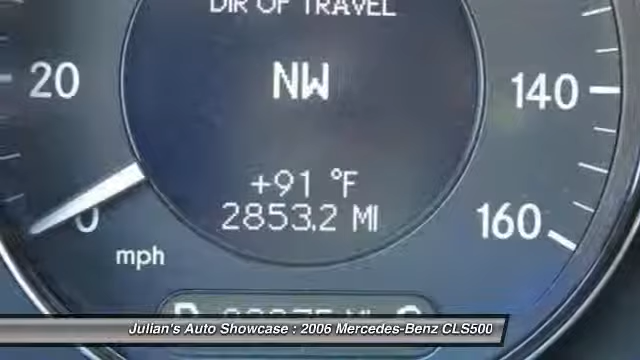 DIR OF TRAVEL
NW
20
140
+91 °F
2853.2 MI
0
160
mph
Julian's Auto Showcase : 2006 Mercedes-Benz CLS500